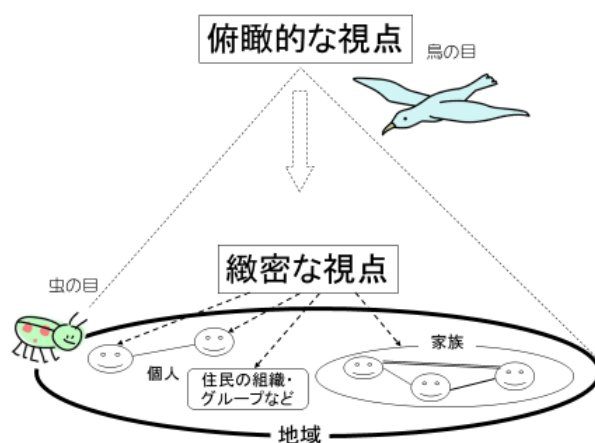 俯瞰的な視点
鳥の目
緻密な視点
虫の目
家族
個人
住民の組織・
グループなど
地域